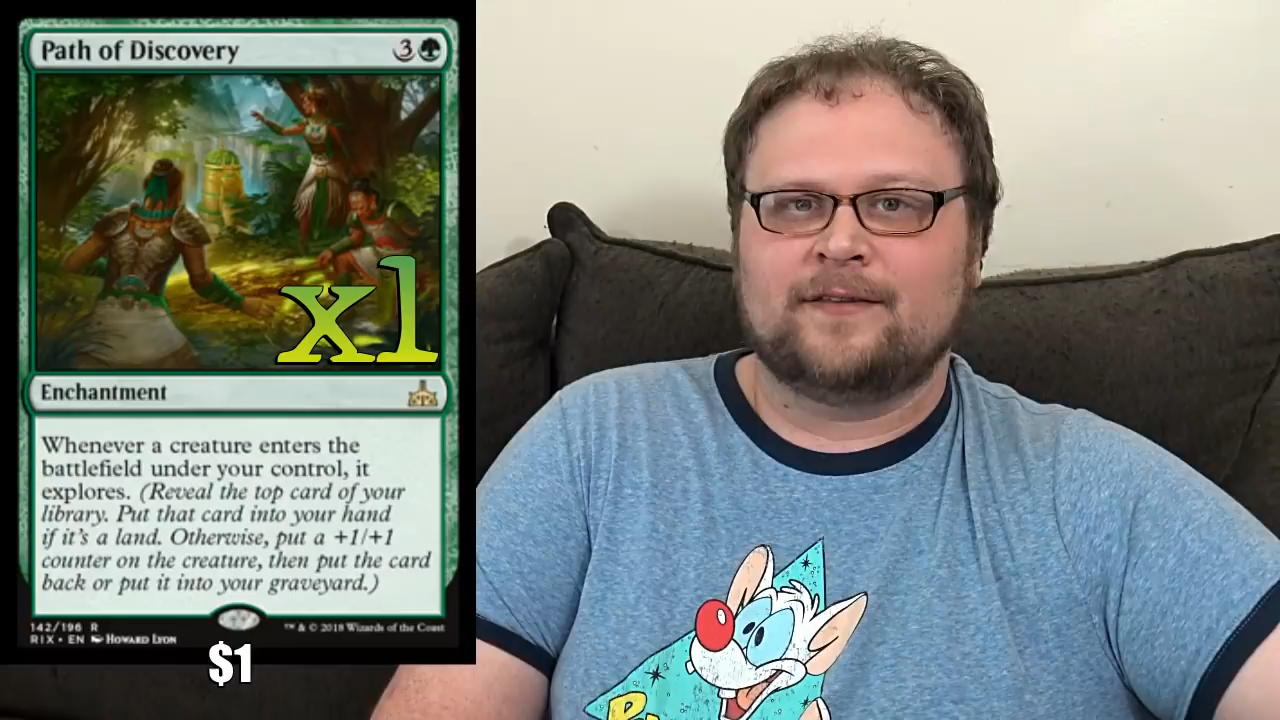 Path of Discovery 3
x1
Enchantment
Whenever a creature enters the
battlefield under your control, it
explores. (Reveal the top card of your
library. Put that card into your hand
if it's a land. Otherwise, put a +1/+1
counter on the creature, then put the card
back or put it into your graveyard.)
142/196 R
RIX • EN Howard Lyon
™ & © 2018 Wizards of the Coast
$1